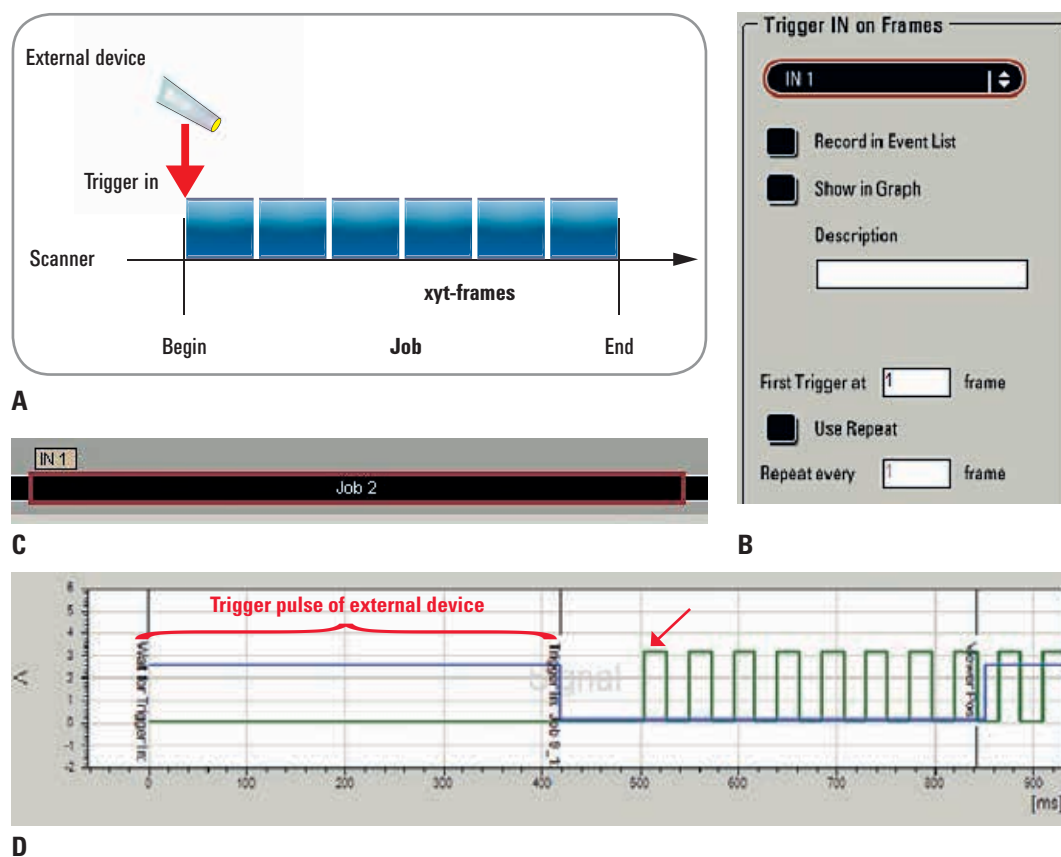 External device
Trigger in
Scanner
xyt-frames
Begin
Job
End
A
Trigger IN on Frames
IN 1
Record in Event List
Show in Graph
Description
First Trigger at 1 frame
Use Repeat
Repeat every 1 frame
B
IN 1
Job 2
C
Trigger pulse of external device
Wait for Trigger in:
Trigger in: Job 9_1
Signal
V
6
5
4
3
2
1
0
-1
-2
0 100 200 300 400 500 600 700 800 900
[ms]
D